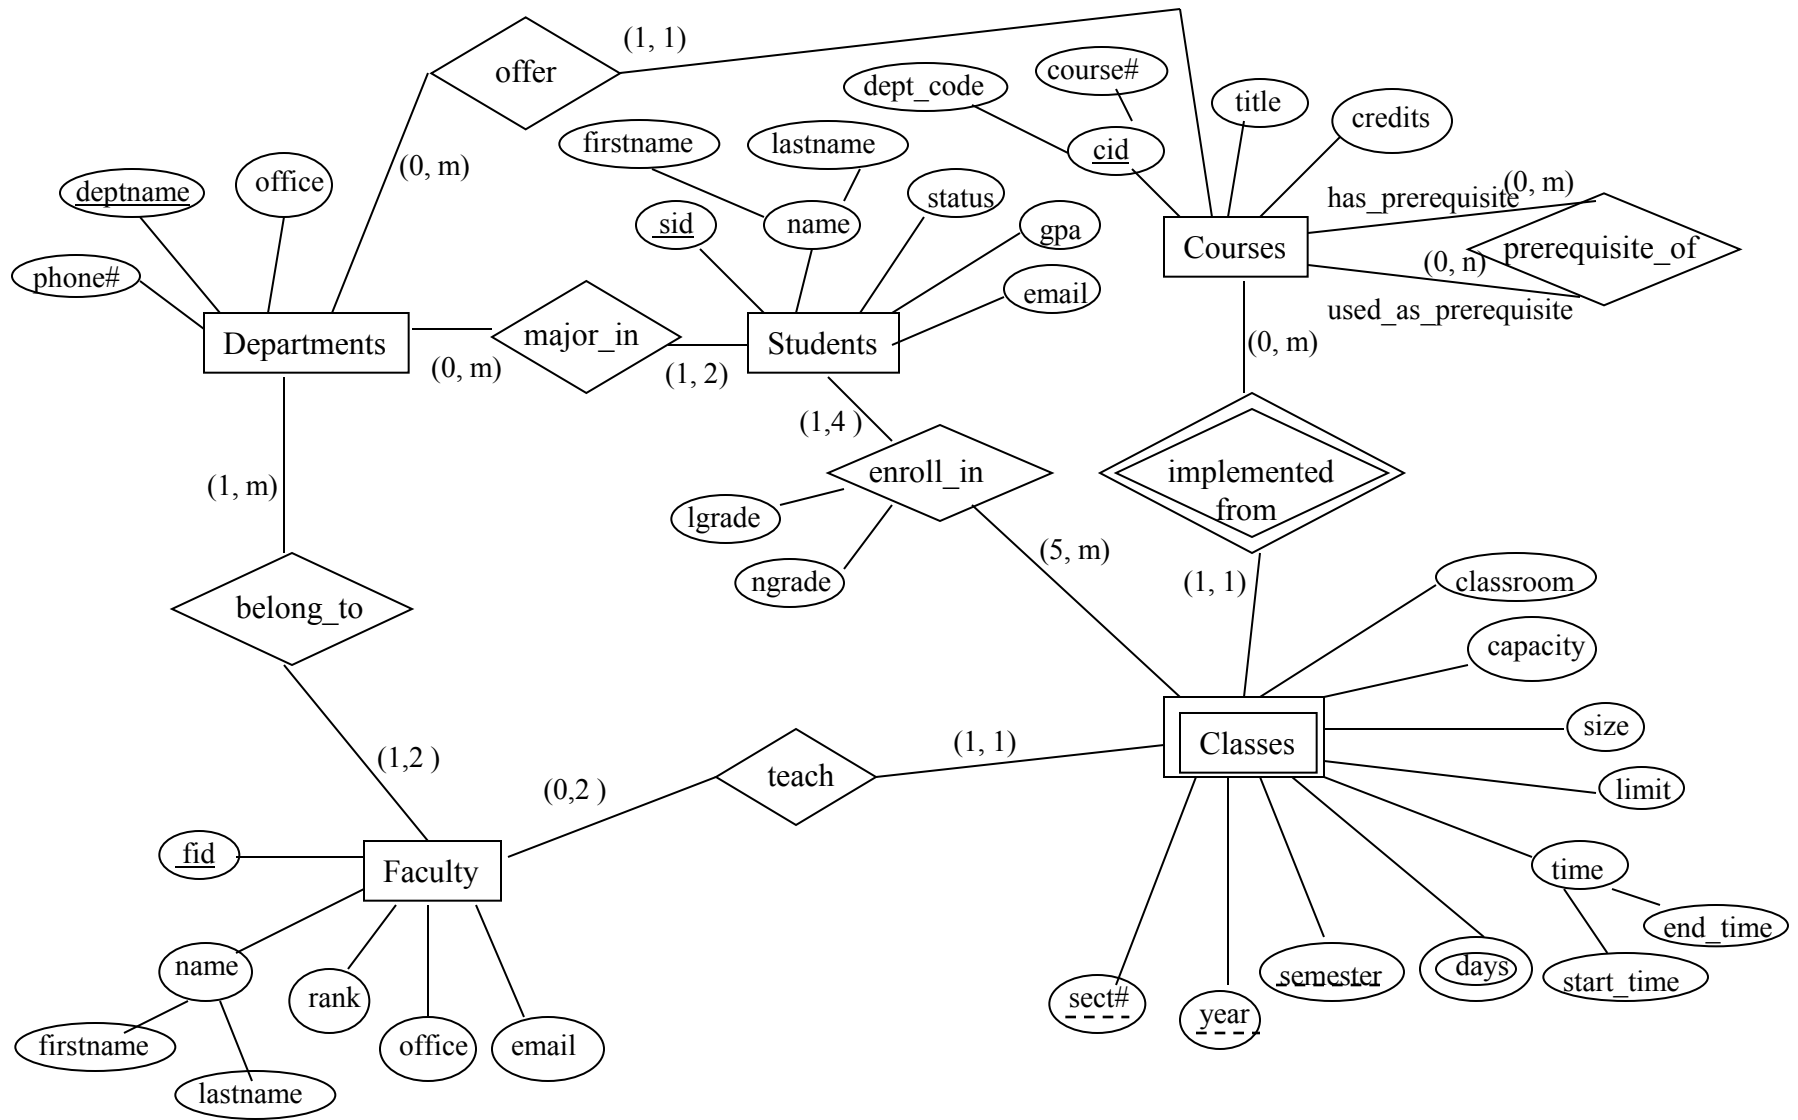 offer
(1, 1)
course#
dept_code
title
credits
firstname
lastname
cid
(0, m)
deptname
office
status
has_prerequisite
(0, m)
sid
name
gpa
Courses
prerequisite_of
(0, n)
phone#
email
used_as_prerequisite
Departments
major_in
Students
(0, m)
(0, m)
(1, 2)
(1,4 )
enroll_in
implemented
from
(1, m)
lgrade
(5, m)
ngrade
(1, 1)
classroom
belong_to
capacity
size
Classes
(1, 1)
(1,2 )
teach
(0,2 )
limit
fid
Faculty
time
end_time
name
rank
semester
days
start_time
sect#
year
firstname
office
email
lastname